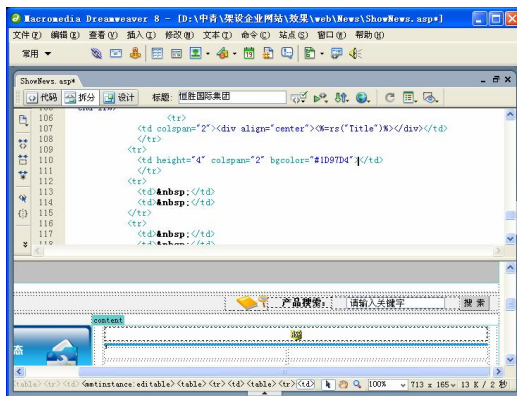 Macromedia Dreamweaver 8 - [D:\中青\架设企业网站\效果\web\News\ShowNews.asp*]
文件(F) 编辑(E) 查看(V) 插入(I) 修改(M) 文本(T) 命令(C) 站点(S) 窗口(W) 帮助(H)
常用
ShowNews.asp*
代码 拆分 设计 标题: 恒胜国际集团
106 <tr>
107 <td colspan="2"><div align="center"><%=rs("Title")%></div></td>
108 </tr>
109 <tr>
110 <td height="4" colspan="2" bgcolor="#1D97D4"></td>
111 </tr>
112 <tr>
113 <td>&nbsp;</td>
114 <td>&nbsp;</td>
115 </tr>
116 <tr>
117 <td>&nbsp;</td>
118 <td>&nbsp;</td>
产品搜索: 请输入关键字 搜 索
content
态
<table> <tr> <td> <mmtinstance:editable> <table> <tr> <td> <table> <tr> <td> 100% 713 x 165 13 K / 2 秒